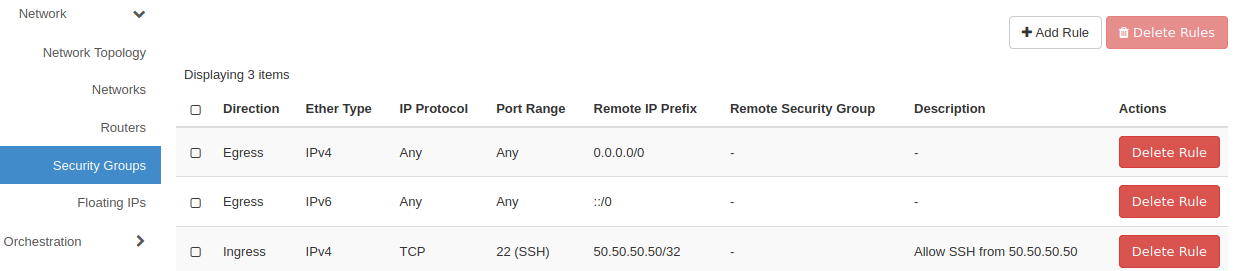 Network
Network Topology
Networks
Routers
Security Groups
Floating IPs
Orchestration
Add Rule Delete Rules
Displaying 3 items
Direction Ether Type IP Protocol Port Range Remote IP Prefix Remote Security Group Description Actions
Egress IPv4 Any Any 0.0.0.0/0 - - Delete Rule
Egress IPv6 Any Any ::/0 - - Delete Rule
Ingress IPv4 TCP 22 (SSH) 50.50.50.50/32 - Allow SSH from 50.50.50.50 Delete Rule